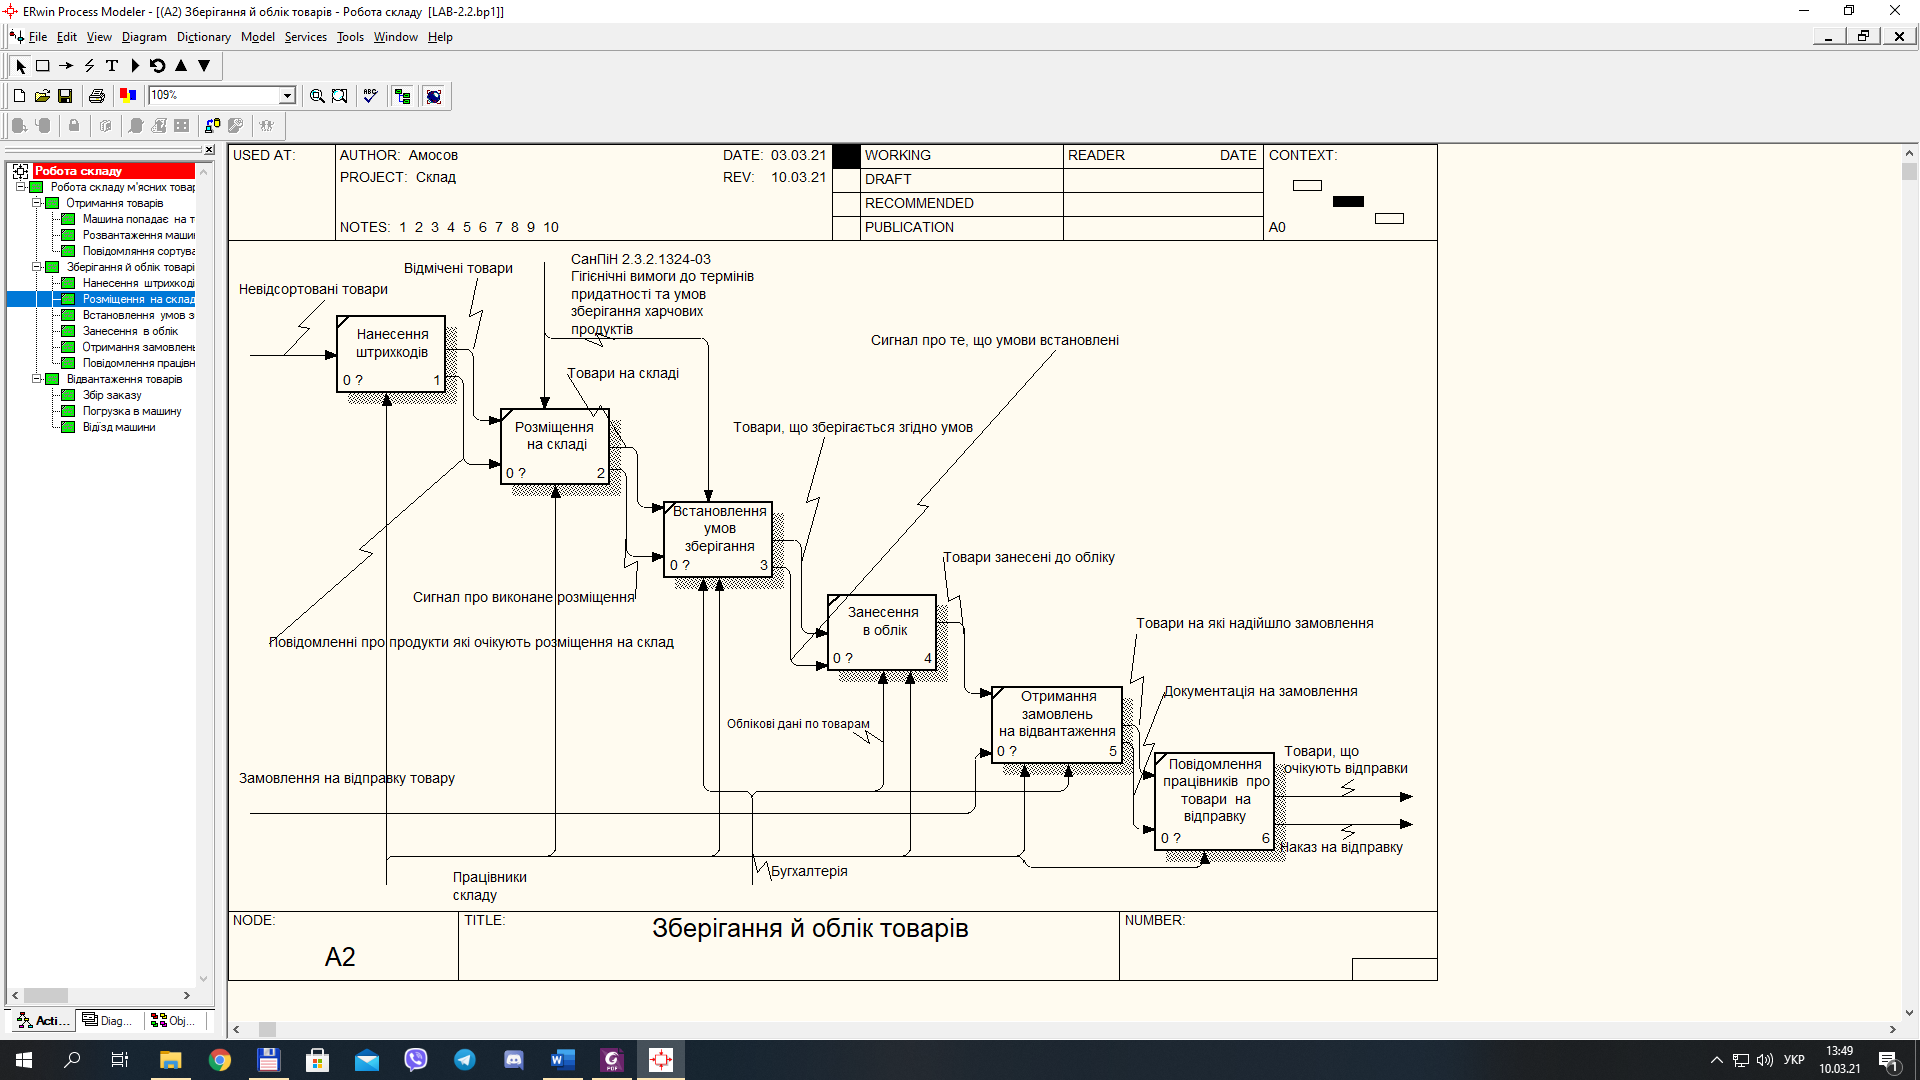 ERwin Process Modeler - [(A2) Зберігання й облік товарів - Робота складу [LAB-2.2.bp1]]
File Edit View Diagram Dictionary Model Services Tools Window Help
109%
Робота складу
Робота складу м'ясних товар
Отримання товарів
Машина попадає на т
Розвантаження маши
Повідомляня сортува
Зберігання й облік товарі
Нанесення штрихкоді
Розміщення на склад
Встановлення умов з
Занесення в облік
Отримання замовлень
Повідомлення працівн
Відвантаження товарів
Збір заказу
Погрузка в машину
Відїзд машини
Acti...
Diag...
Obj...
USED AT:
AUTHOR: Амосов
DATE: 03.03.21
PROJECT: Склад
REV: 10.03.21
NOTES: 1 2 3 4 5 6 7 8 9 10
WORKING
DRAFT
RECOMMENDED
PUBLICATION
READER
DATE
CONTEXT:
A0
Невідсортовані товари
Відмічені товари
СанПіН 2.3.2.1324-03
Гігієнічні вимоги до термінів
придатності та умов
зберігання харчових
продуктів
Нанесення
штрихкодів
0 ?
1
Сигнал про те, що умови встановлені
Товари на складі
Розміщення
на складі
0 ?
2
Товари, що зберігається згідно умов
Встановлення
умов
зберігання
0 ?
3
Товари занесені до обліку
Сигнал про виконане розміщення
Повідомленні про продукти які очікують розміщення на склад
Занесення
в облік
0 ?
4
Товари на які надійшло замовлення
Документація на замовлення
Отримання
замовлень
на відвантаження
0 ?
5
Облікові дані по товарам
Замовлення на відправку товару
Повідомлення
працівників про
товари на
відправку
0 ?
6
Товари, що
очікують відправки
Наказ на відправку
Працівники
складу
Бугхалтерія
NODE:
A2
TITLE:
Зберігання й облік товарів
NUMBER:
УКР
13:49
10.03.21
1